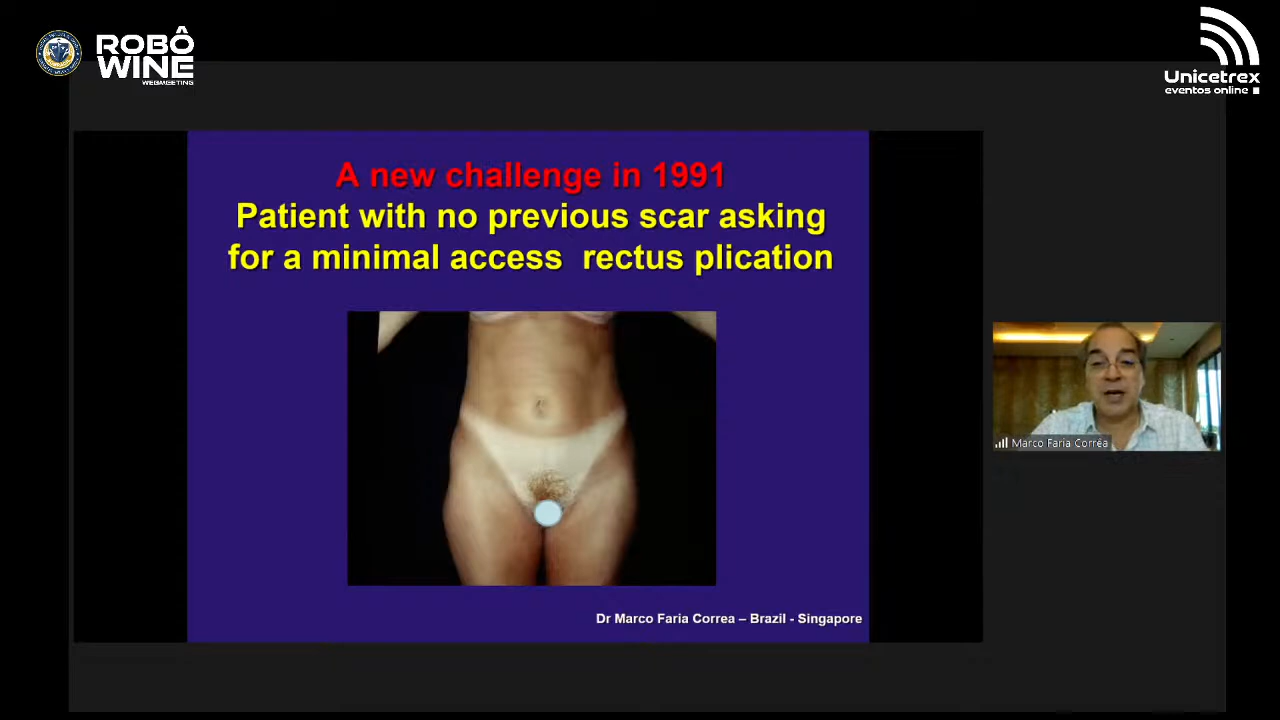 ROBÔ
WINE
WEBMEETING
Unicetrex
eventos online
A new challenge in 1991
Patient with no previous scar asking
for a minimal access rectus plication
Marco Faria Corrêa
Dr Marco Faria Correa – Brazil - Singapore